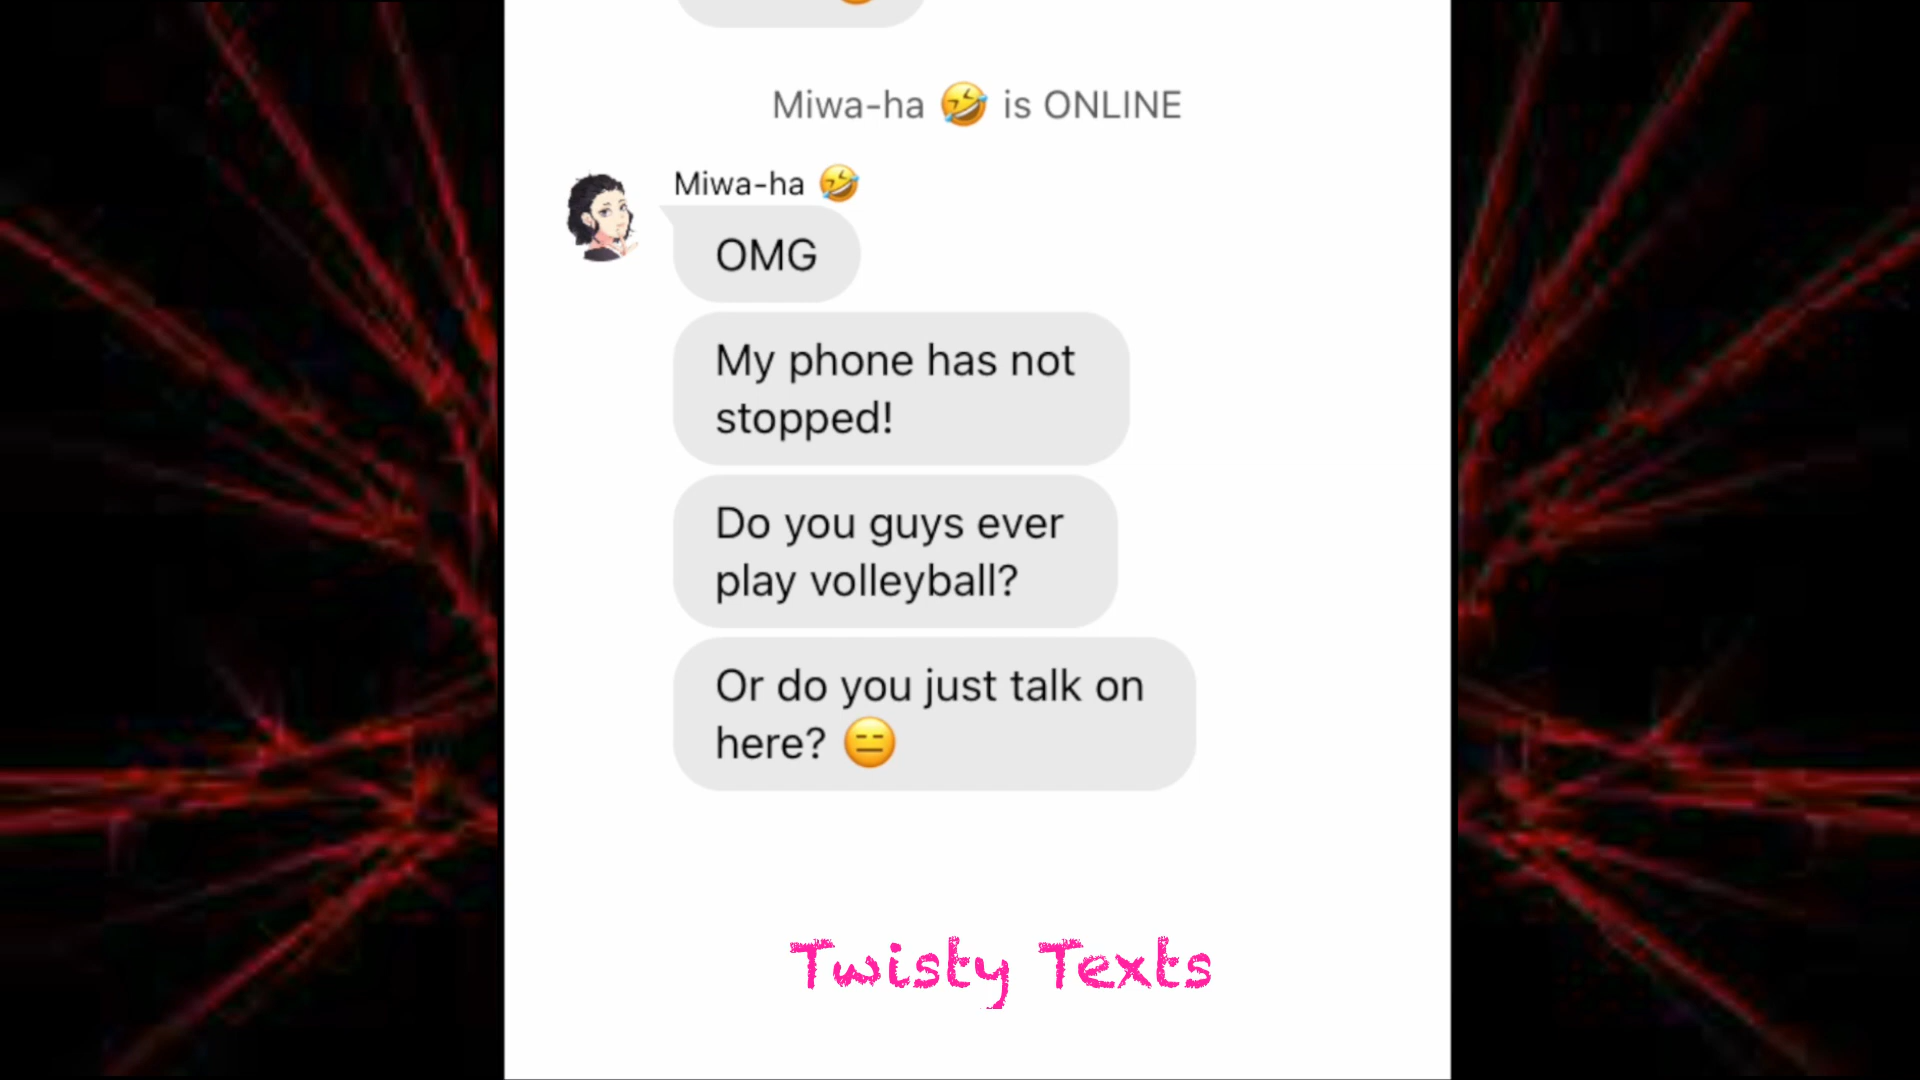 Miwa-ha 🤣 is ONLINE
Miwa-ha 🤣
OMG
My phone has not
stopped!
Do you guys ever
play volleyball?
Or do you just talk on
here? 😑
Twisty Texts